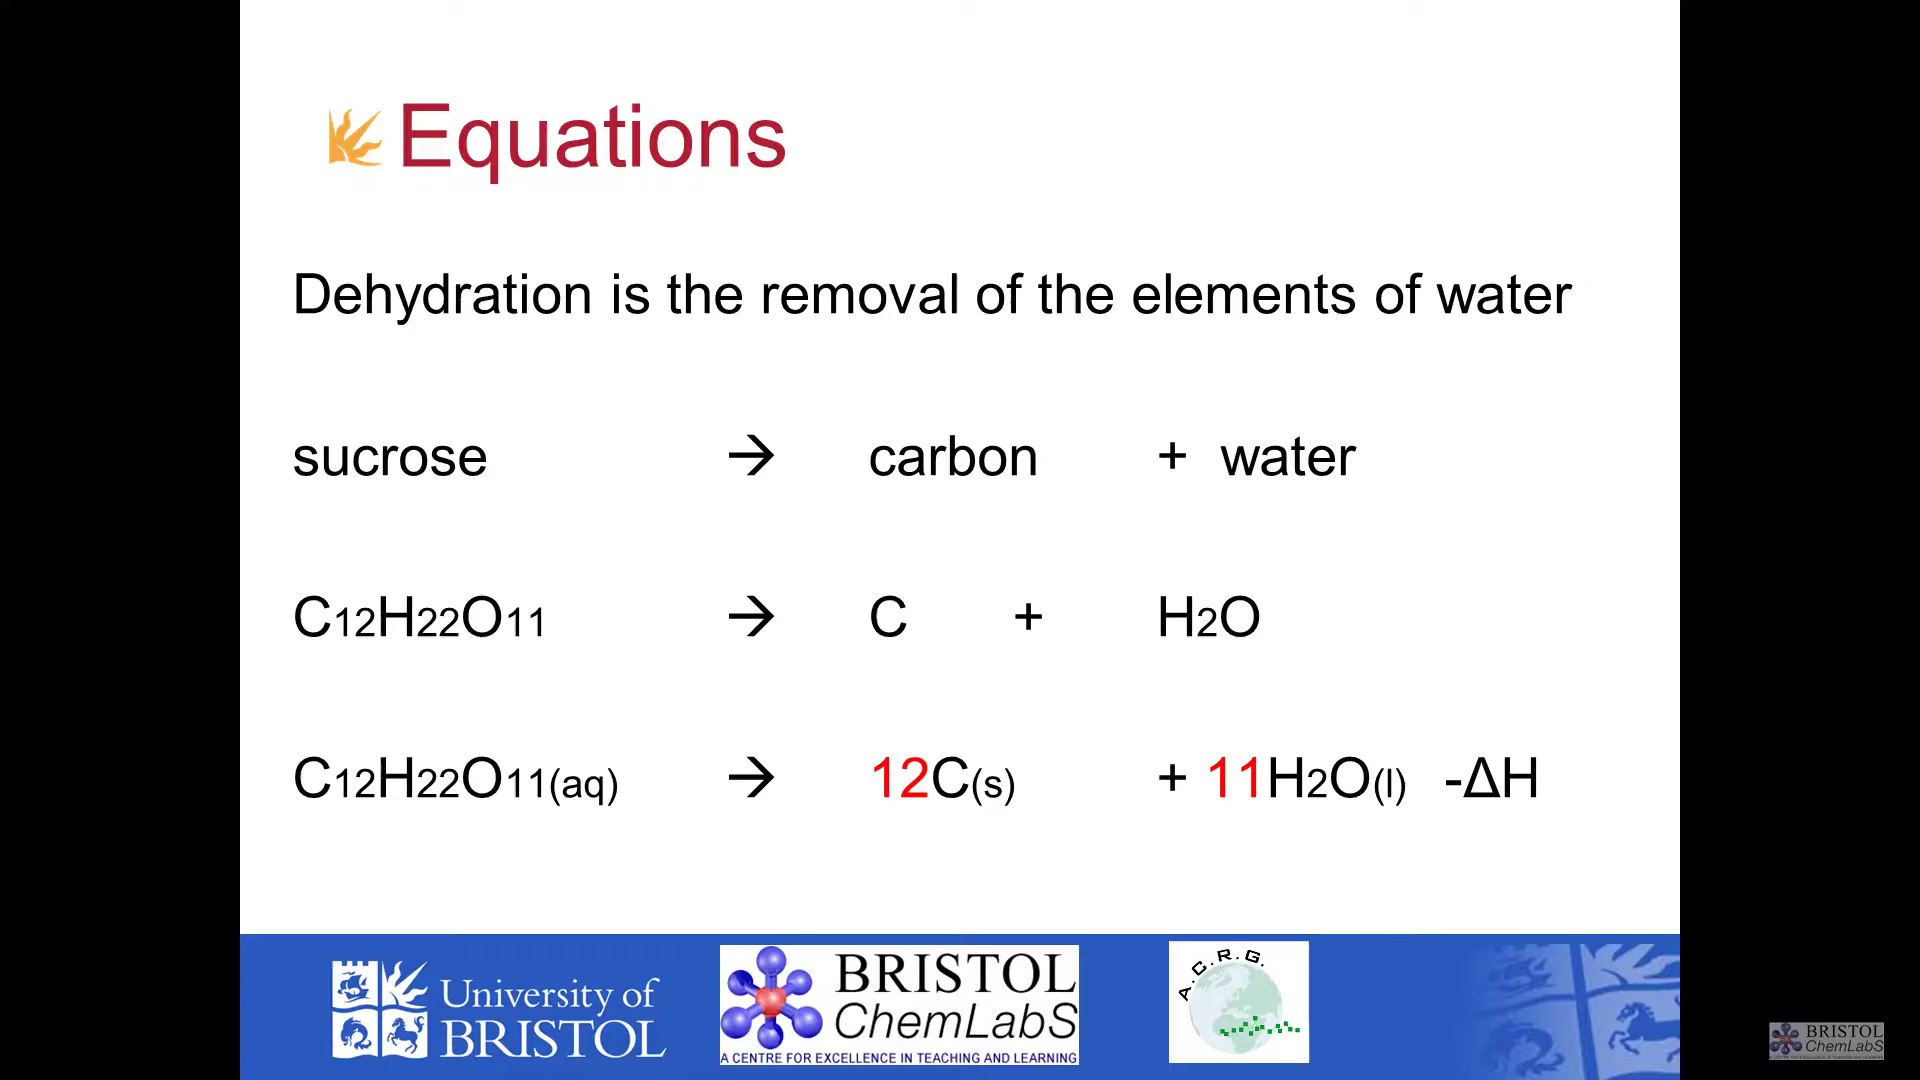 Equations
Dehydration is the removal of the elements of water
sucrose → carbon + water
C12H22O11 → C + H2O
C12H22O11(aq) → 12C(s) + 11H2O(l) -ΔH
University of
BRISTOL
BRISTOL
ChemLabS
A CENTRE FOR EXCELLENCE IN TEACHING AND LEARNING
A.C.R.G.
BRISTOL
ChemLabS